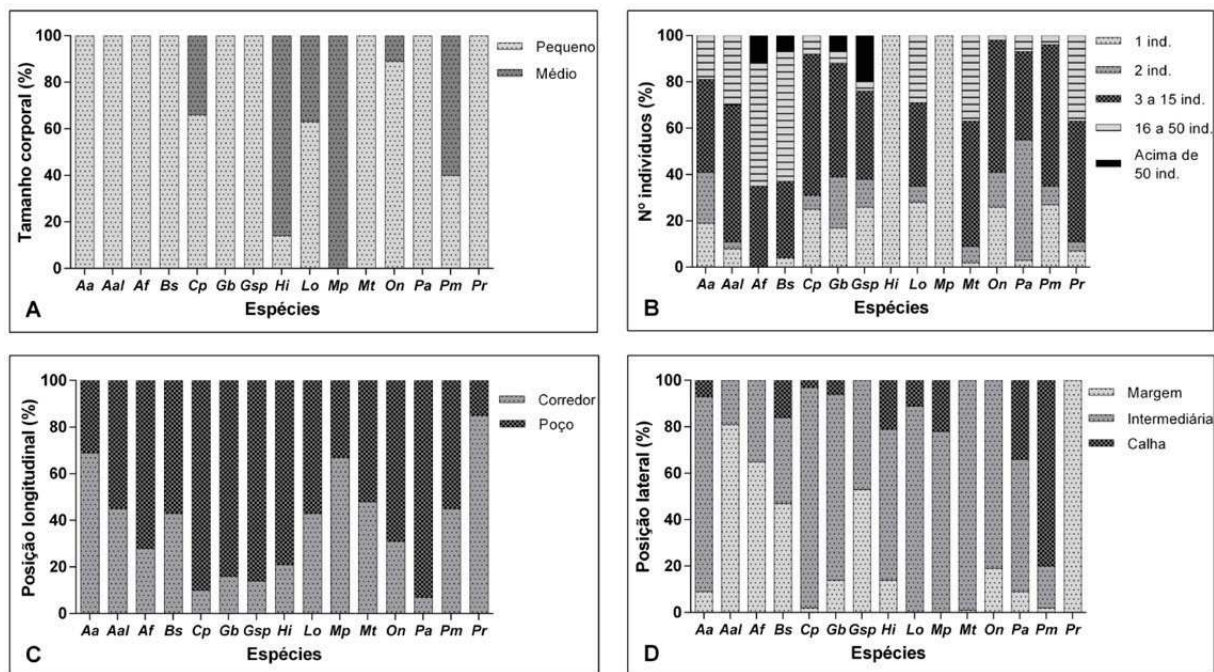 Tamanho corporal (%)
100
80
60
40
20
0
Pequeno
Médio
Aa Aal Af Bs Cp Gb Gsp Hi Lo Mp Mt On Pa Pm Pr
Espécies
A
Nº indivíduos (%)
100
80
60
40
20
0
1 ind.
2 ind.
3 a 15 ind.
16 a 50 ind.
Acima de
50 ind.
Aa Aal Af Bs Cp Gb Gsp Hi Lo Mp Mt On Pa Pm Pr
Espécies
B
Posição longitudinal (%)
100
80
60
40
20
0
Corredor
Poço
Aa Aal Af Bs Cp Gb Gsp Hi Lo Mp Mt On Pa Pm Pr
Espécies
C
Posição lateral (%)
100
80
60
40
20
0
Margem
Intermediária
Calha
Aa Aal Af Bs Cp Gb Gsp Hi Lo Mp Mt On Pa Pm Pr
Espécies
D